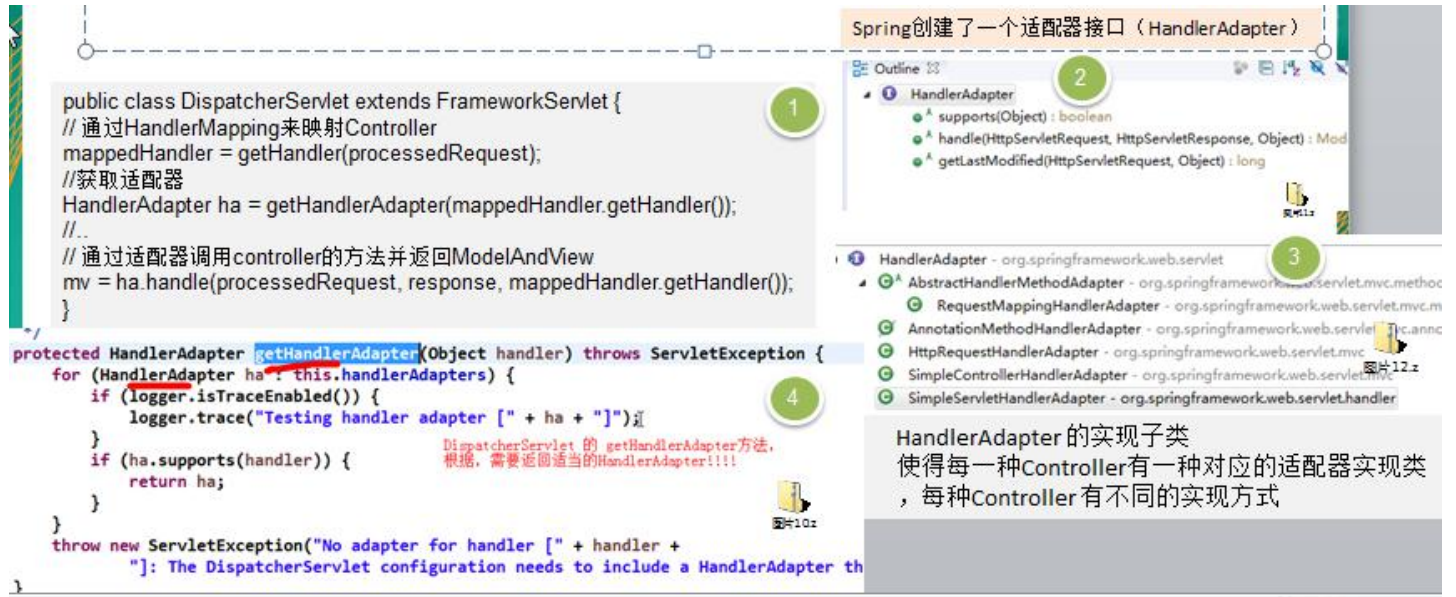 Spring创建了一个适配器接口（HandlerAdapter）
public class DispatcherServlet extends FrameworkServlet {
// 通过HandlerMapping来映射Controller
mappedHandler = getHandler(processedRequest);
//获取适配器
HandlerAdapter ha = getHandlerAdapter(mappedHandler.getHandler());
//..
// 通过适配器调用controller的方法并返回ModelAndView
mv = ha.handle(processedRequest, response, mappedHandler.getHandler());
}
1
Outline
2
HandlerAdapter
supports(Object) : boolean
handle(HttpServletRequest, HttpServletResponse, Object) : Mod
getLastModified(HttpServletRequest, Object) : long
图片11.z
3
HandlerAdapter - org.springframework.web.servlet
AbstractHandlerMethodAdapter - org.springframework.web.servlet.mvc.method
RequestMappingHandlerAdapter - org.springframework.web.servlet.mvc.m
AnnotationMethodHandlerAdapter - org.springframework.web.servlet.mvc.anno
HttpRequestHandlerAdapter - org.springframework.web.servlet.mvc
SimpleControllerHandlerAdapter - org.springframework.web.servlet.mvc
SimpleServletHandlerAdapter - org.springframework.web.servlet.handler
图片12.z
HandlerAdapter 的实现子类
使得每一种Controller有一种对应的适配器实现类
，每种Controller 有不同的实现方式
*/
protected HandlerAdapter getHandlerAdapter(Object handler) throws ServletException {
for (HandlerAdapter ha : this.handlerAdapters) {
if (logger.isTraceEnabled()) {
logger.trace("Testing handler adapter [" + ha + "]");
}
if (ha.supports(handler)) {
return ha;
}
}
throw new ServletException("No adapter for handler [" + handler +
"]: The DispatcherServlet configuration needs to include a HandlerAdapter th
}
4
DispatcherServlet 的 getHandlerAdapter方法，
根据，需要返回适当的HandlerAdapter!!!!
图片10.z